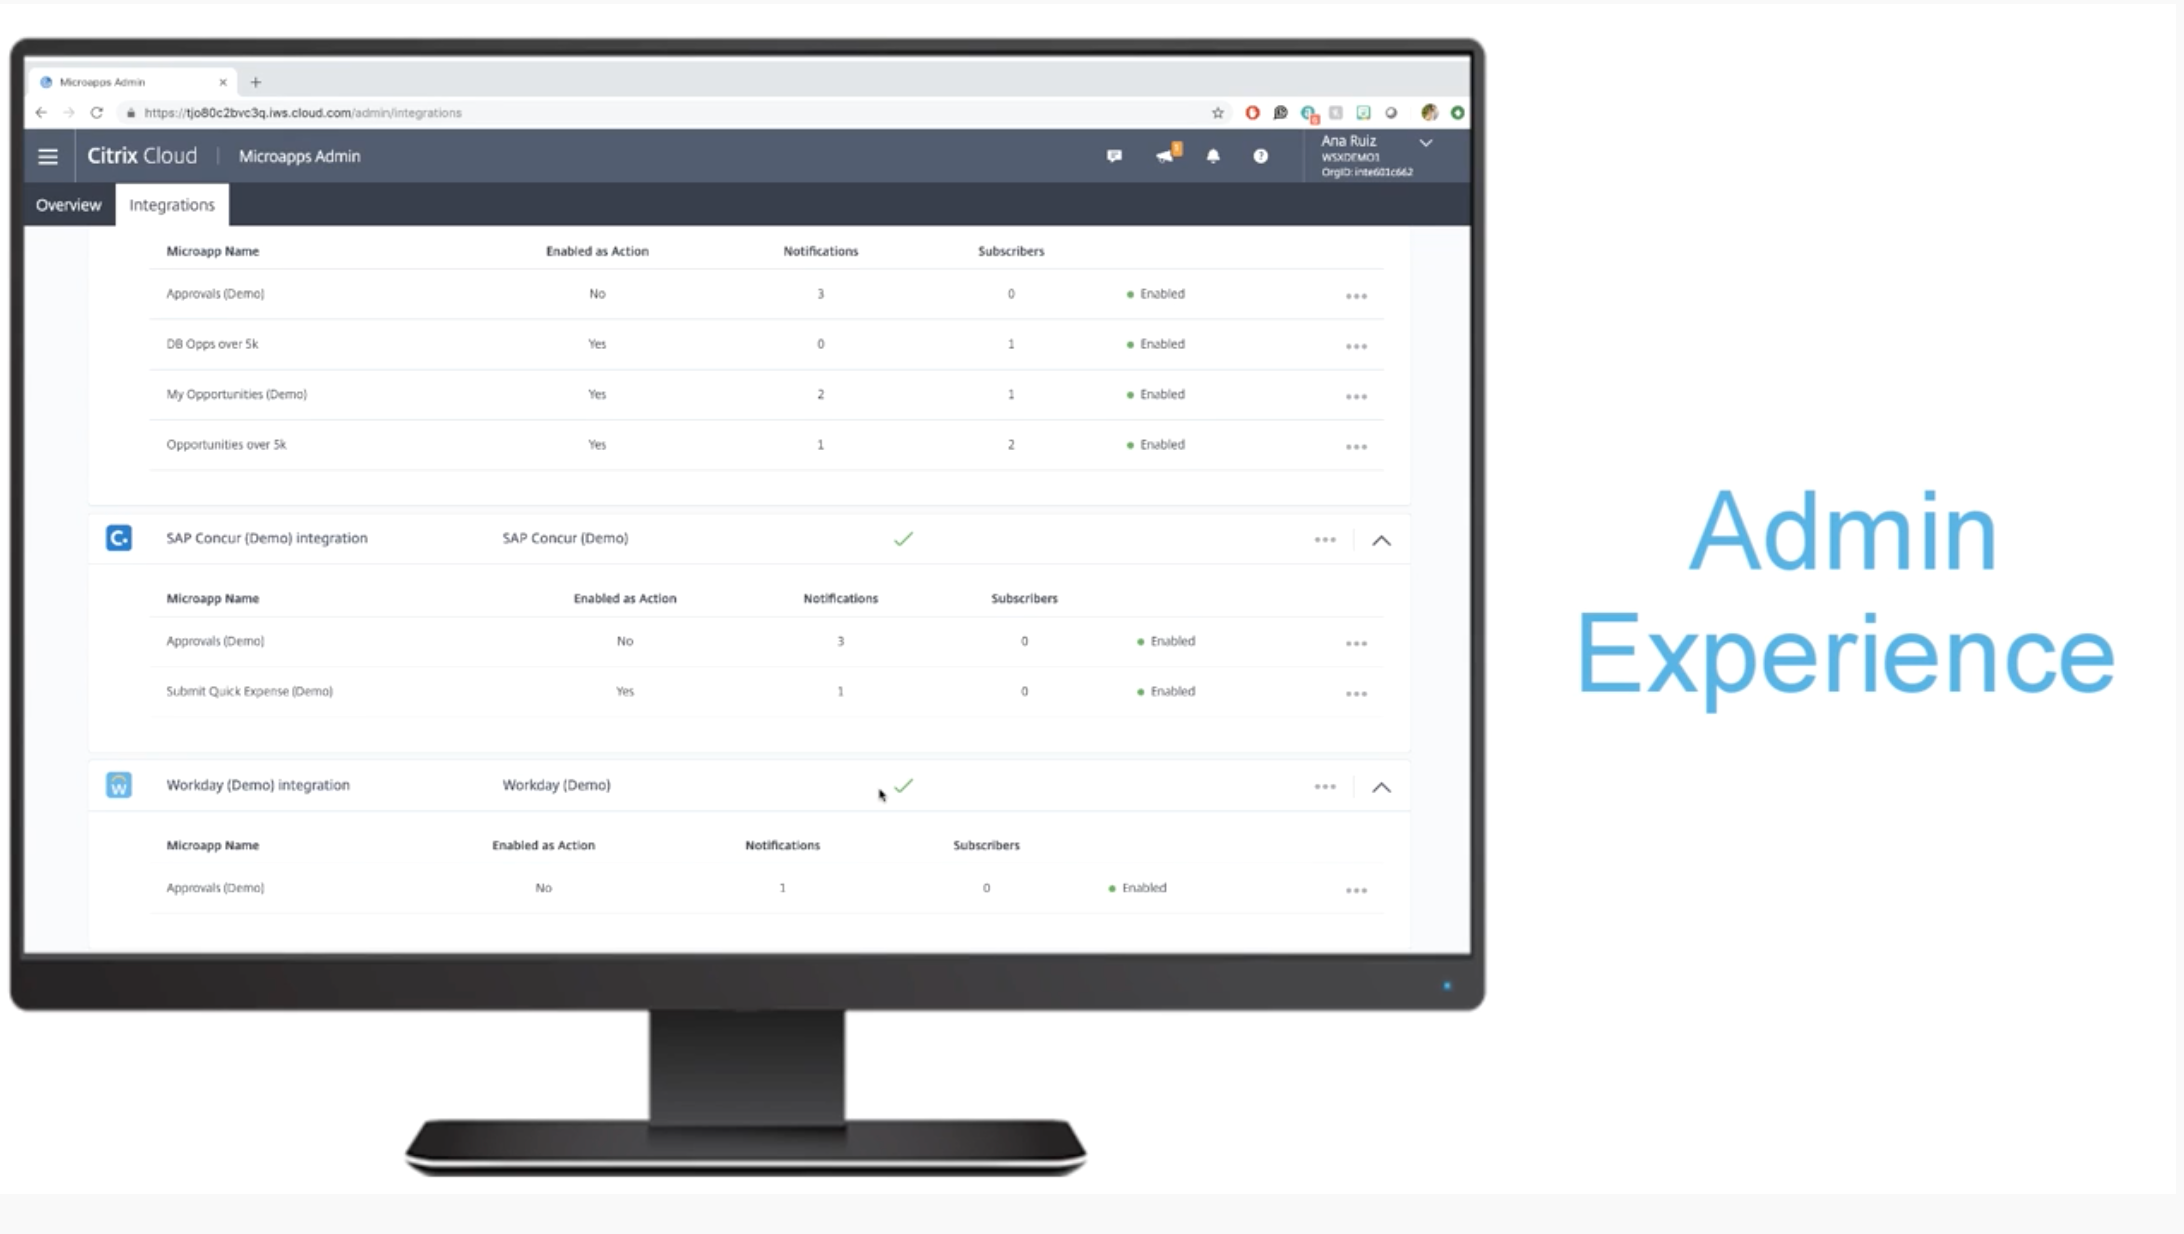 Microapps Admin
https://tjo80c2bvc3q.iws.cloud.com/admin/integrations
Citrix Cloud | Microapps Admin
Ana Ruiz
WSXDEMO1
OrgID: inte601c662
Overview Integrations
Microapp Name Enabled as Action Notifications Subscribers
Approvals (Demo) No 3 0 Enabled
DB Opps over 5k Yes 0 1 Enabled
My Opportunities (Demo) Yes 2 1 Enabled
Opportunities over 5k Yes 1 2 Enabled
SAP Concur (Demo) integration SAP Concur (Demo)
Microapp Name Enabled as Action Notifications Subscribers
Approvals (Demo) No 3 0 Enabled
Submit Quick Expense (Demo) Yes 1 0 Enabled
Workday (Demo) integration Workday (Demo)
Microapp Name Enabled as Action Notifications Subscribers
Approvals (Demo) No 1 0 Enabled
Admin
Experience